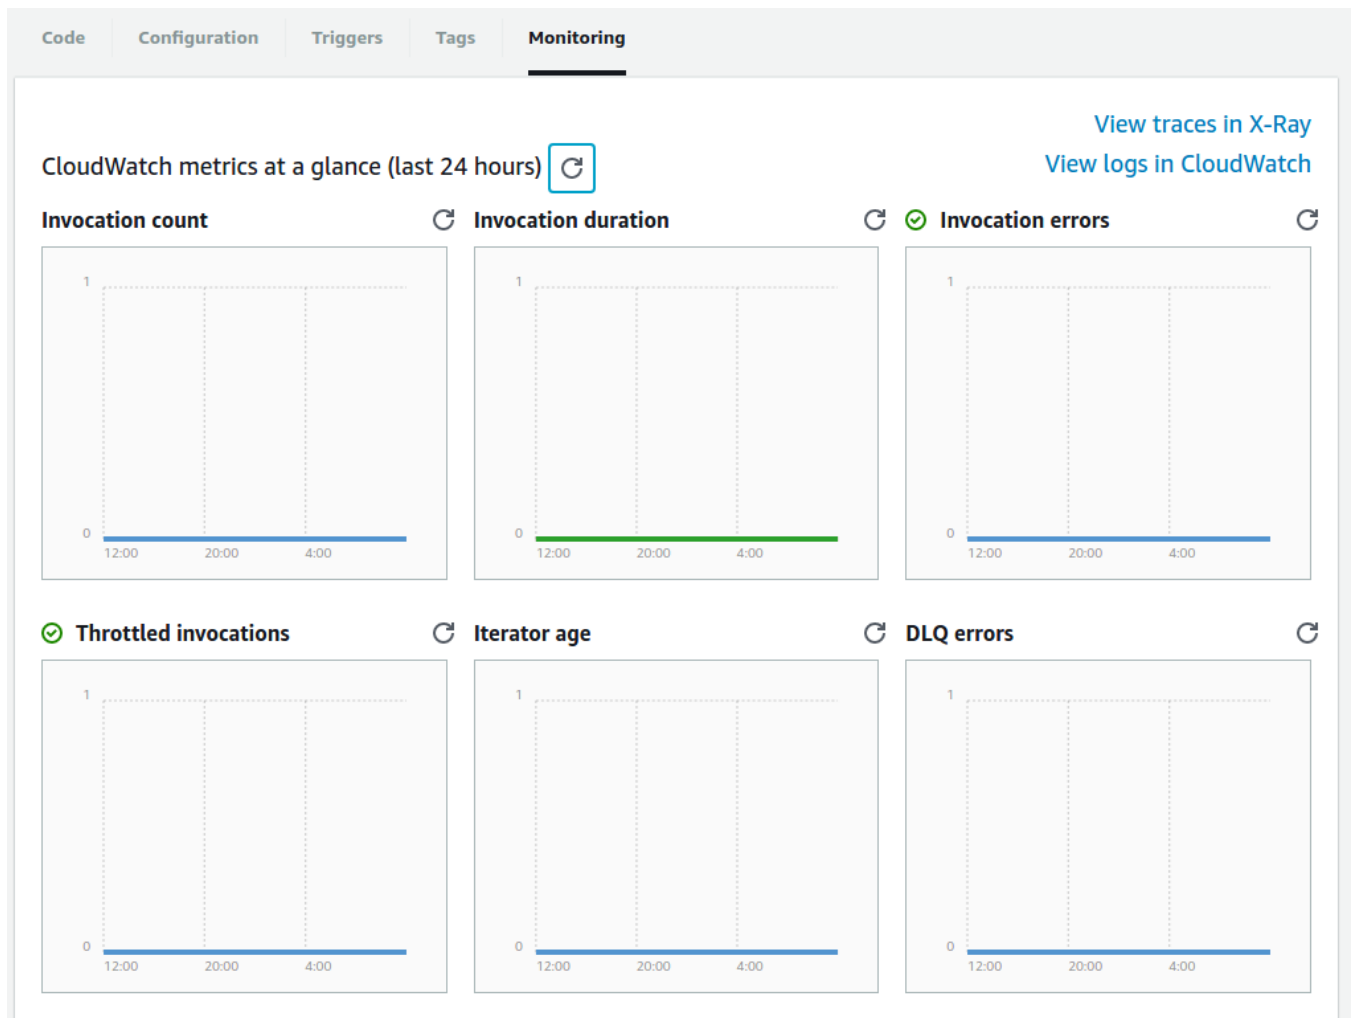 Code Configuration Triggers Tags Monitoring
View traces in X-Ray
CloudWatch metrics at a glance (last 24 hours)
View logs in CloudWatch
Invocation count
Invocation duration
Invocation errors
1
0
12:00 20:00 4:00
1
0
12:00 20:00 4:00
1
0
12:00 20:00 4:00
Throttled invocations
Iterator age
DLQ errors
1
0
12:00 20:00 4:00
1
0
12:00 20:00 4:00
1
0
12:00 20:00 4:00